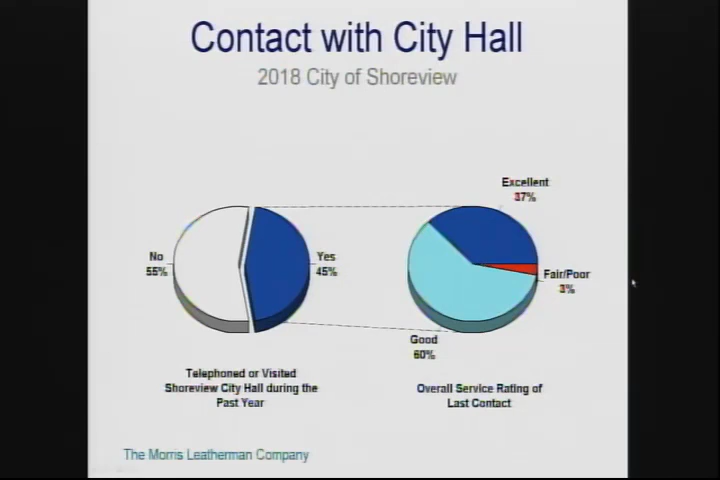 Contact with City Hall
2018 City of Shoreview
Excellent
37%
No
55%
Yes
45%
Fair/Poor
3%
Good
60%
Telephoned or Visited
Shoreview City Hall during the
Past Year
Overall Service Rating of
Last Contact
The Morris Leatherman Company